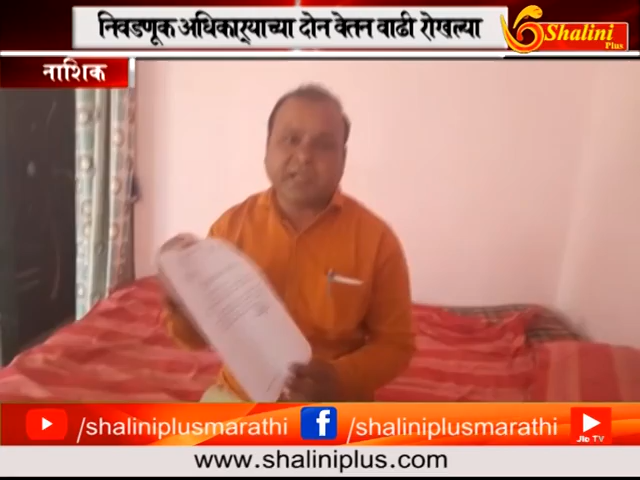 निवडणूक अधिकाऱ्याच्या दोन वेतन वाढी रोखल्या
Shalini
Plus
नाशिक
/shaliniplusmarathi
/shaliniplusmarathi
Jio TV
www.shaliniplus.com